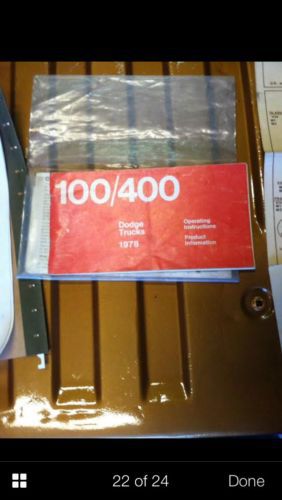 100/400
Dodge
Trucks
1978
Operating
Instructions
Product
Information
22 of 24
Done